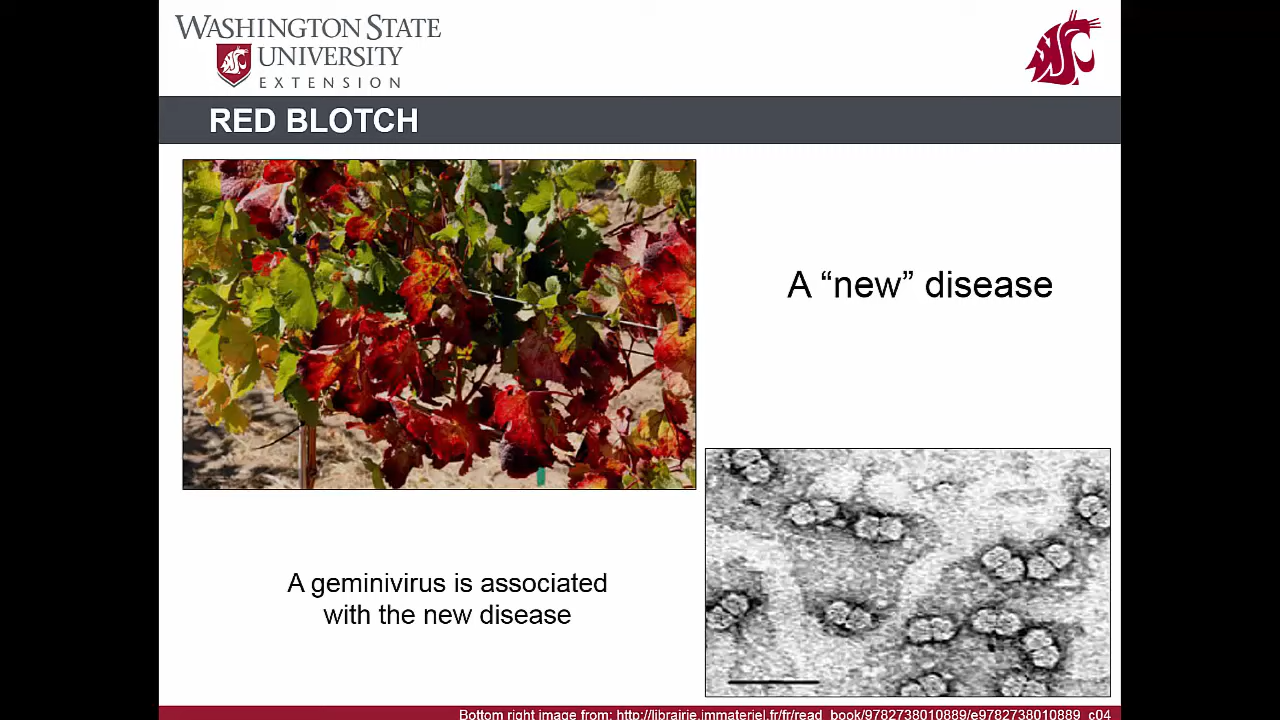 WASHINGTON STATE
UNIVERSITY
EXTENSION
RED BLOTCH
A “new” disease
A geminivirus is associated
with the new disease
Bottom right image from: http://librairie.immateriel.fr/fr/read_book/9782738010889/e9782738010889_c04